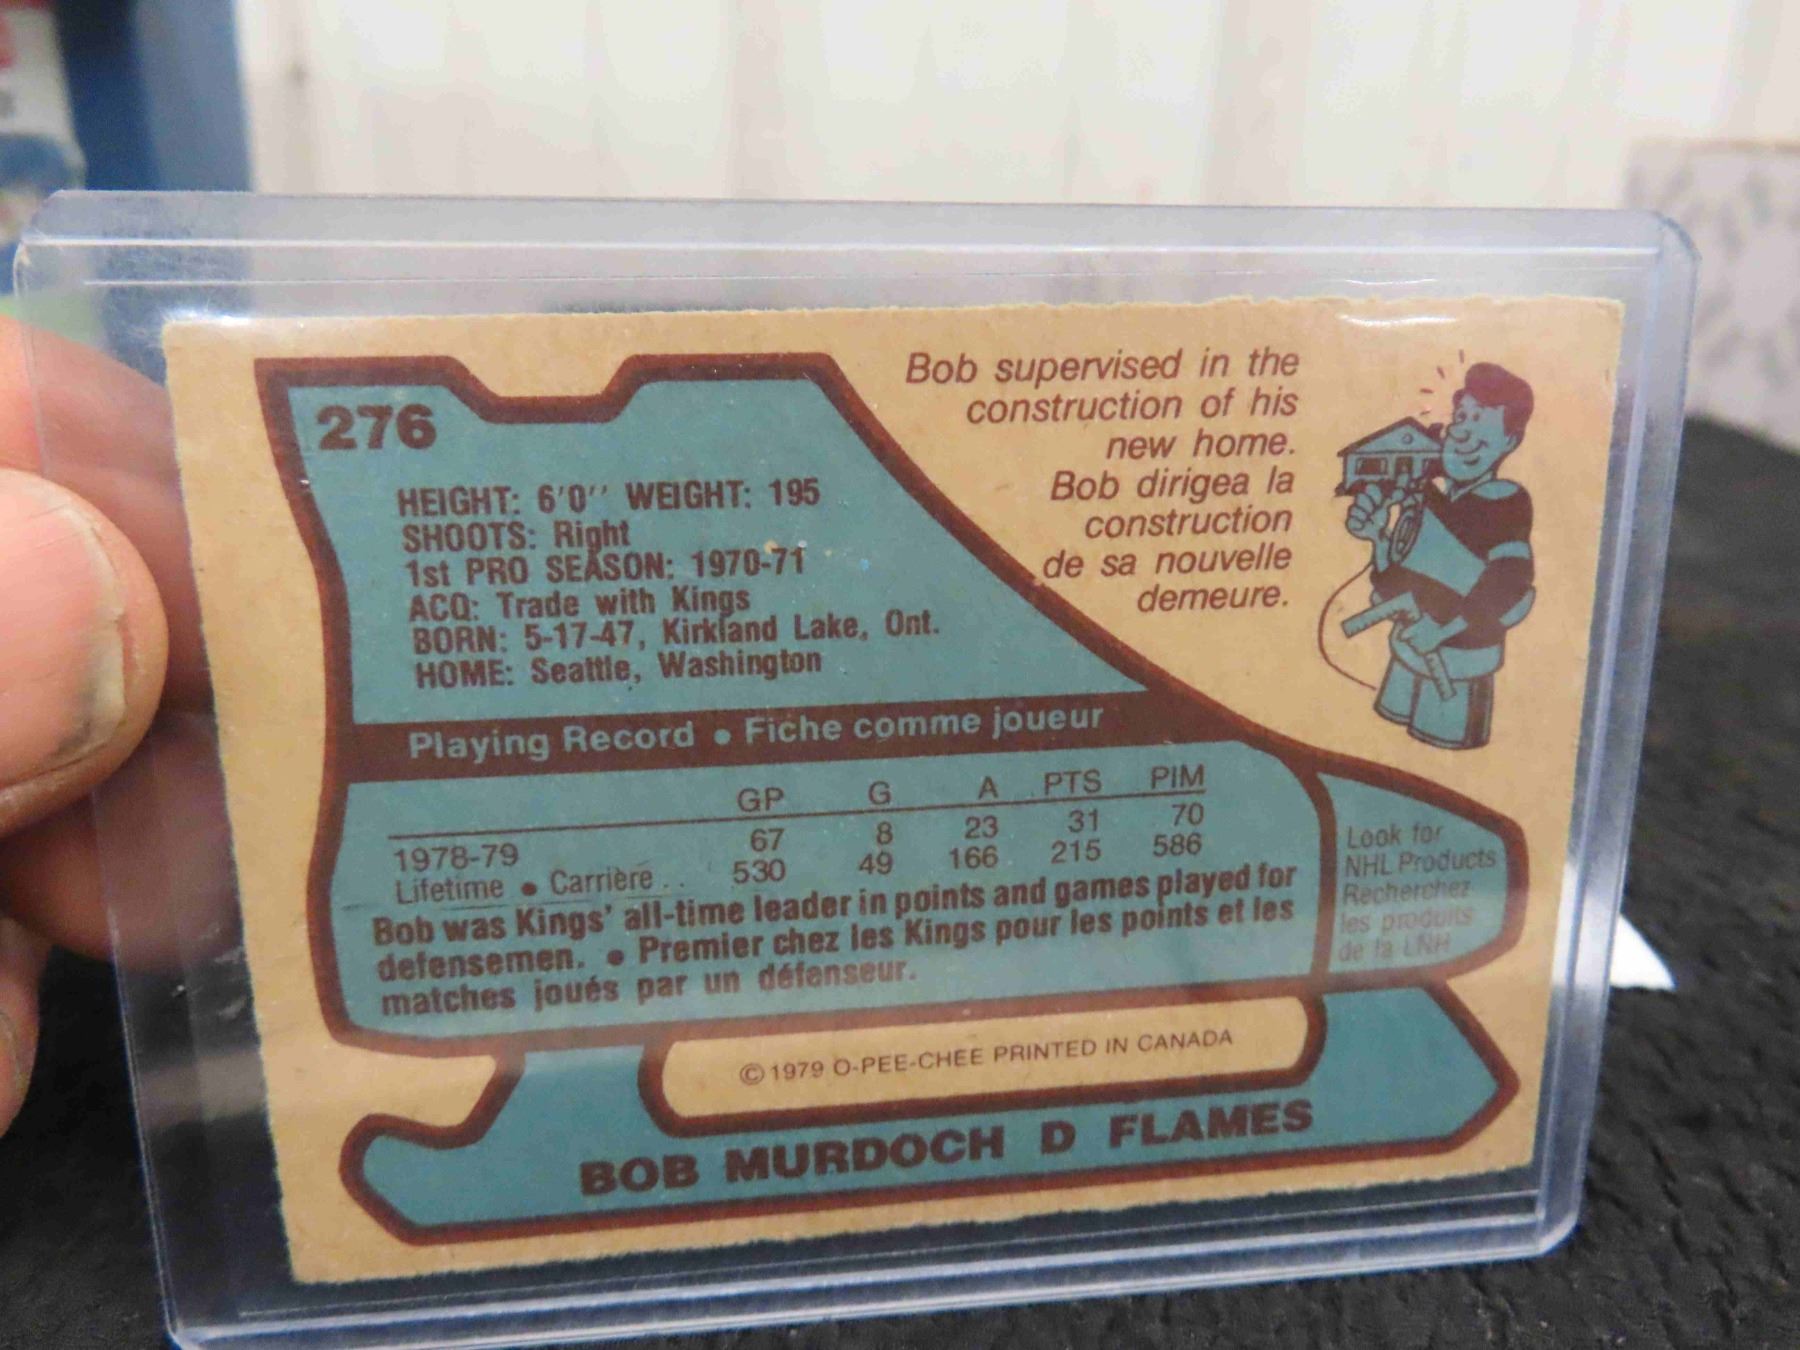 276
HEIGHT: 6'0'' WEIGHT: 195
SHOOTS: Right
1st PRO SEASON: 1970-71
ACQ: Trade with Kings
BORN: 5-17-47, Kirkland Lake, Ont.
HOME: Seattle, Washington
Bob supervised in the
construction of his
new home.
Bob dirigea la
construction
de sa nouvelle
demeure.
Playing Record • Fiche comme joueur
GP G A PTS PIM
1978-79 67 8 23 31 70
Lifetime • Carrière . . 530 49 166 215 586
Bob was Kings' all-time leader in points and games played for
defensemen. • Premier chez les Kings pour les points et les
matches joués par un défenseur.
Look for
NHL Products
Recherchez
les produits
de la LNH
© 1979 O-PEE-CHEE PRINTED IN CANADA
BOB MURDOCH D FLAMES